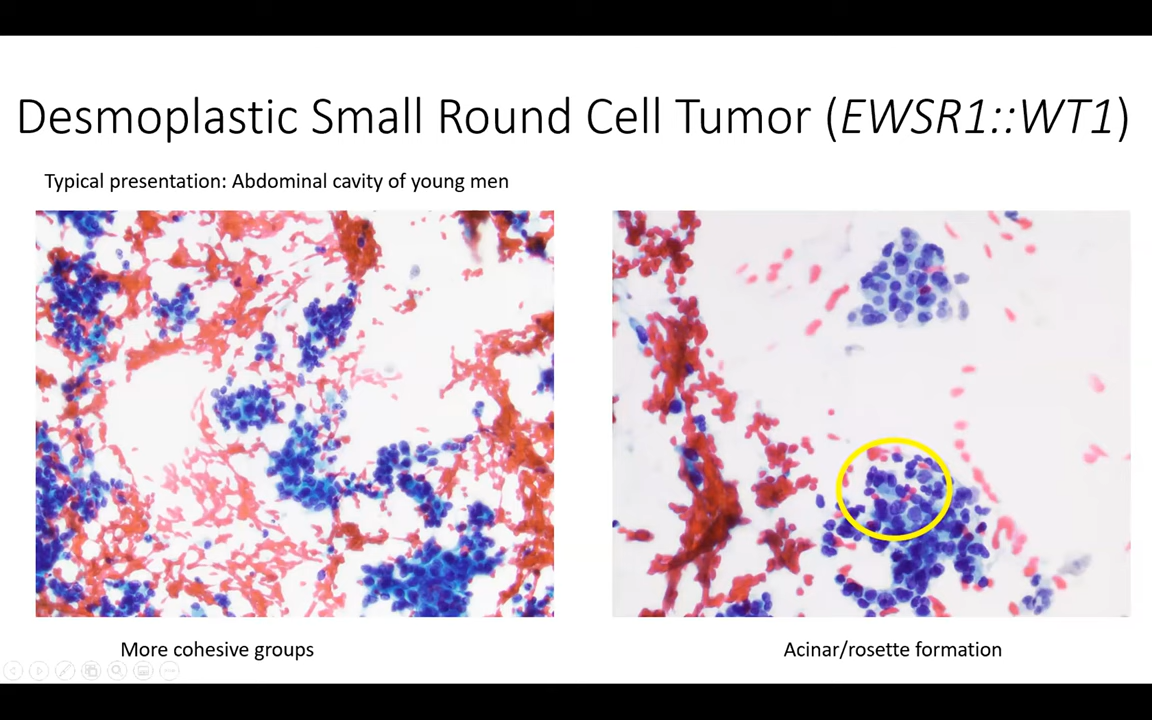 Desmoplastic Small Round Cell Tumor (EWSR1::WT1)
Typical presentation: Abdominal cavity of young men
More cohesive groups
Acinar/rosette formation